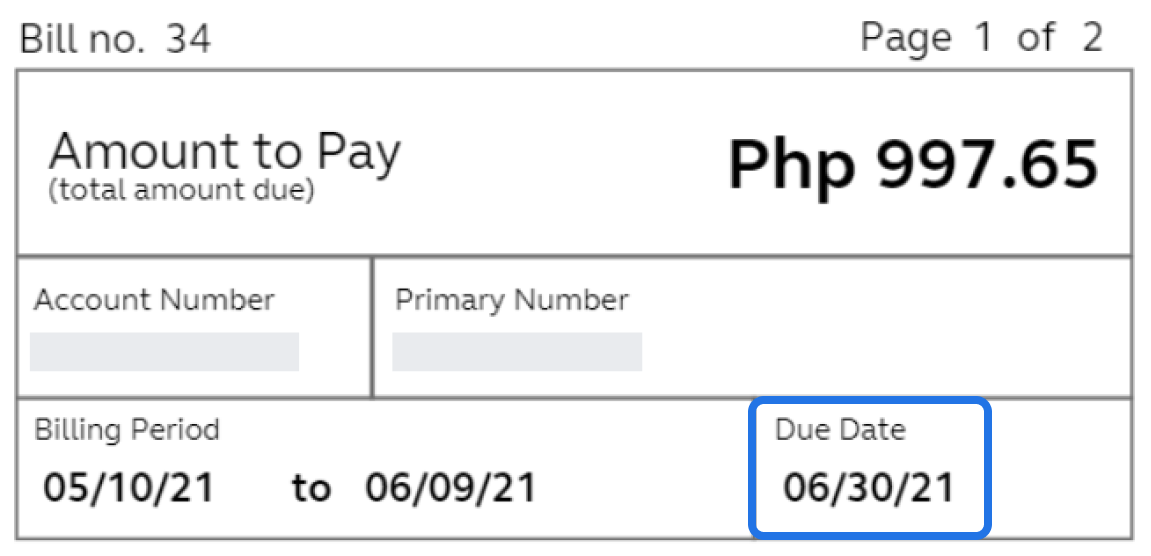 Bill no. 34
Page 1 of 2
Amount to Pay
(total amount due)
Php 997.65
Account Number
Primary Number
Billing Period
05/10/21 to 06/09/21
Due Date
06/30/21